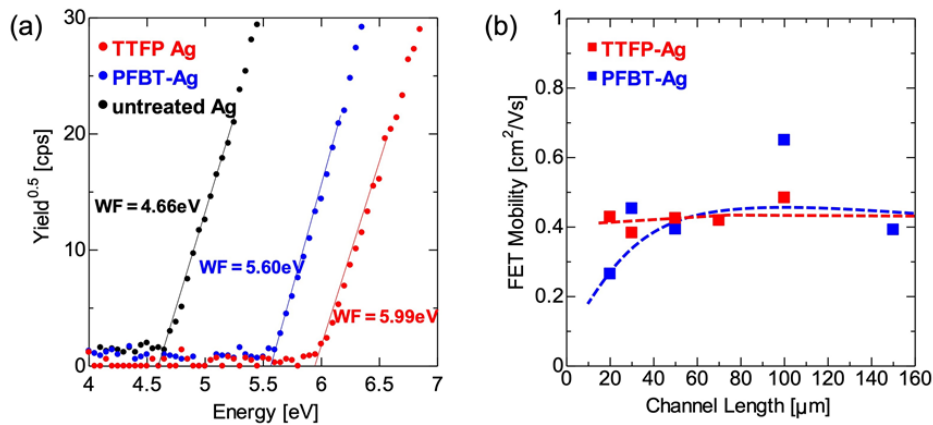 (a)
TTFP Ag
PFBT-Ag
untreated Ag
WF = 4.66eV
WF = 5.60eV
WF = 5.99eV
Yield^0.5 [cps]
30
20
10
0
4 4.5 5 5.5 6 6.5 7
Energy [eV]
(b)
TTFP-Ag
PFBT-Ag
FET Mobility [cm²/Vs]
1
0.8
0.6
0.4
0.2
0
0 20 40 60 80 100 120 140 160
Channel Length [µm]